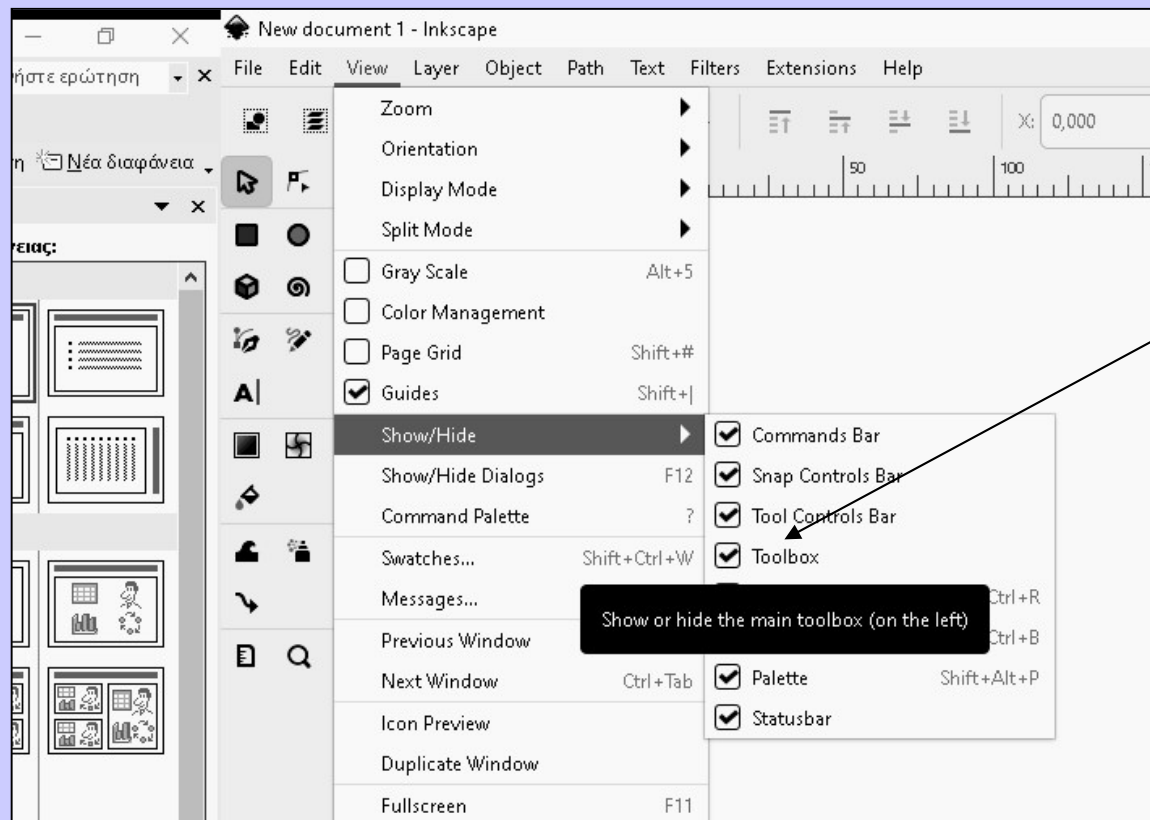 New document 1 - Inkscape
ήστε ερώτηση
File Edit View Layer Object Path Text Filters Extensions Help
X: 0,000
Νέα διαφάνεια
50 100
Zoom
Orientation
Display Mode
Split Mode
Gray Scale Alt+5
Color Management
Page Grid Shift+#
Guides Shift+|
Show/Hide
Show/Hide Dialogs F12
Command Palette ?
Swatches... Shift+Ctrl+W
Messages...
Previous Window
Next Window Ctrl+Tab
Icon Preview
Duplicate Window
Fullscreen F11
Commands Bar
Snap Controls Bar
Tool Controls Bar
Toolbox
Ctrl+R
Show or hide the main toolbox (on the left)
Ctrl+B
Palette Shift+Alt+P
Statusbar